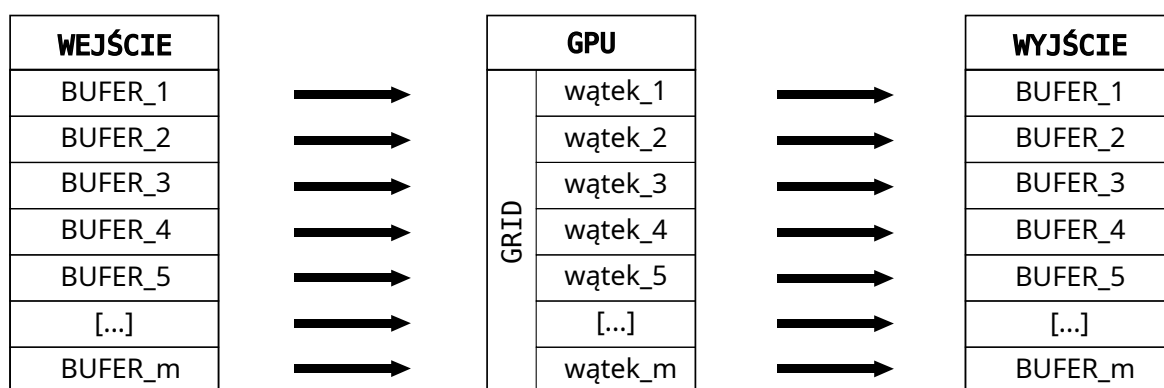 WEJŚCIE GPU WYJŚCIE
BUFER_1 wątek_1 BUFER_1
BUFER_2 wątek_2 BUFER_2
BUFER_3 wątek_3 BUFER_3
BUFER_4 wątek_4 BUFER_4
GRID
BUFER_5 wątek_5 BUFER_5
[...] [...] [...]
BUFER_m wątek_m BUFER_m